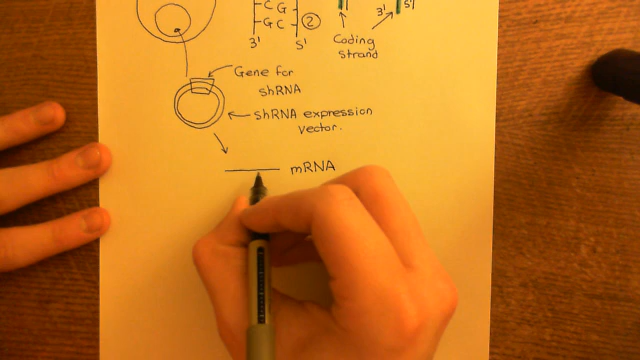 C G
G C ②
3' 5'
3' 5'
Coding
strand
Gene for
shRNA
shRNA expression
vector.
mRNA